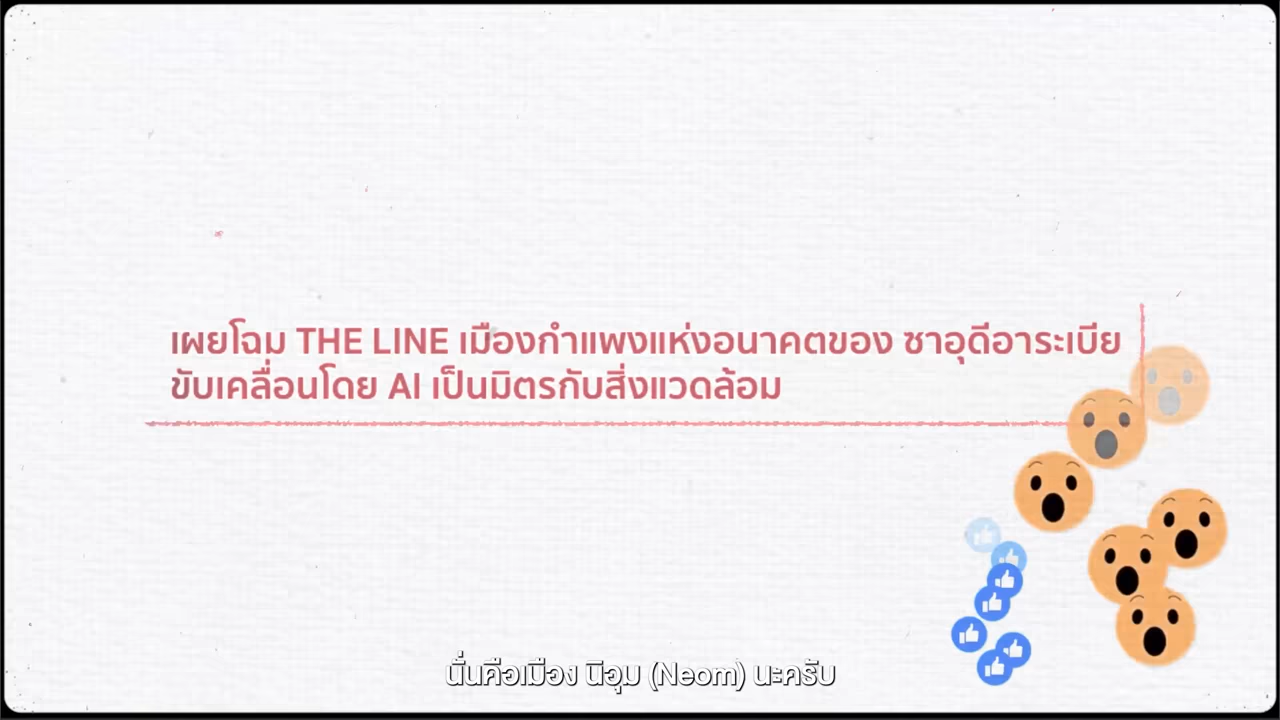 เผยโฉม THE LINE เมืองกำแพงแห่งอนาคตของ ซาอุดีอาระเบีย
ขับเคลื่อนโดย AI เป็นมิตรกับสิ่งแวดล้อม
นั่นคือเมือง นีอุม (Neom) นะครับ